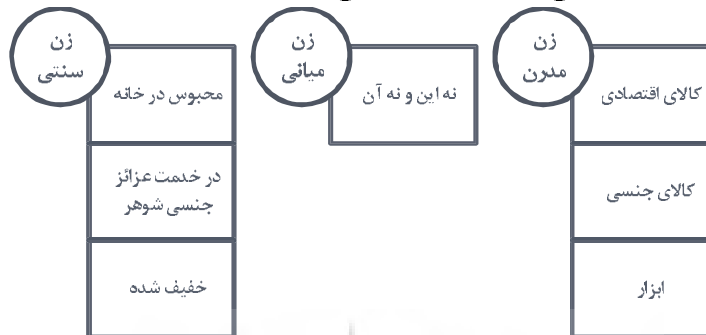 زن
مدرن
کالای اقتصادی
کالای جنسی
ابزار
زن
میانی
نه این و نه آن
زن
سنتی
محبوس در خانه
در خدمت عزائز
جنسی شوهر
خفیف شده